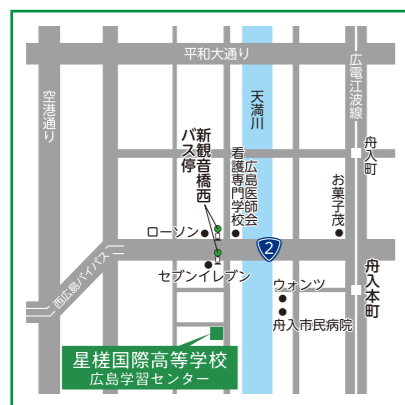 平和大通り
広電江波線
空港通り
天満川
舟入町
新観音橋西
バス停
広島医師会
看護専門学校
お菓子茂
ローソン
2
セブンイレブン
西広島バイパス
ウォンツ
舟入本町
舟入市民病院
星槎国際高等学校
広島学習センター